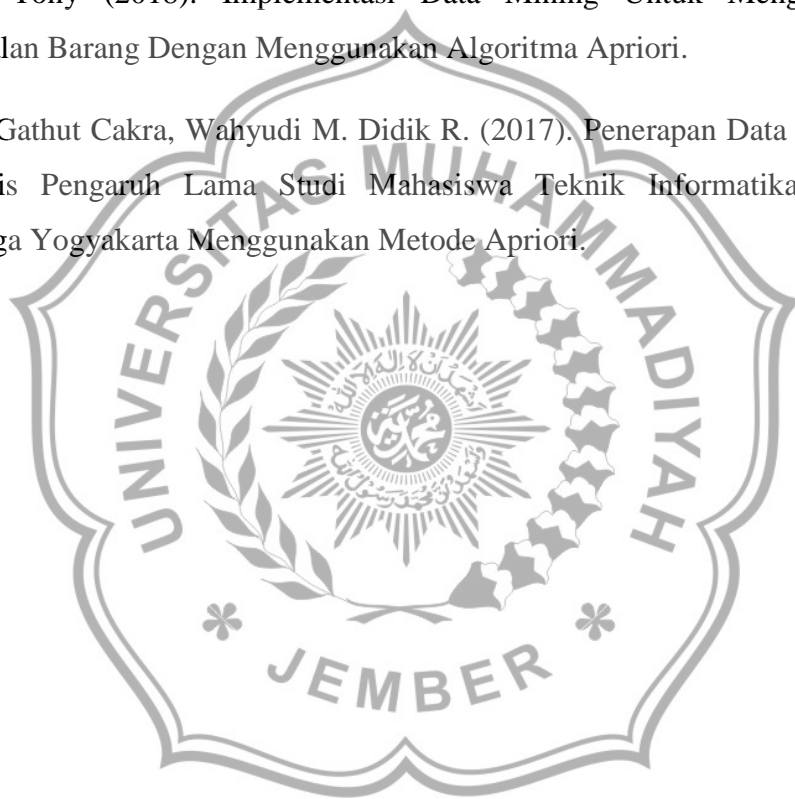 Tony (2018). Implementasi Data Mining Untuk Meng
lan Barang Dengan Menggunakan Algoritma Apriori.
Gathut Cakra, Wahyudi M. Didik R. (2017). Penerapan Data
is Pengaruh Lama Studi Mahasiswa Teknik Informatika
ga Yogyakarta Menggunakan Metode Apriori.
UNIVERSITAS MUHAMMADIYAH
JEMBER